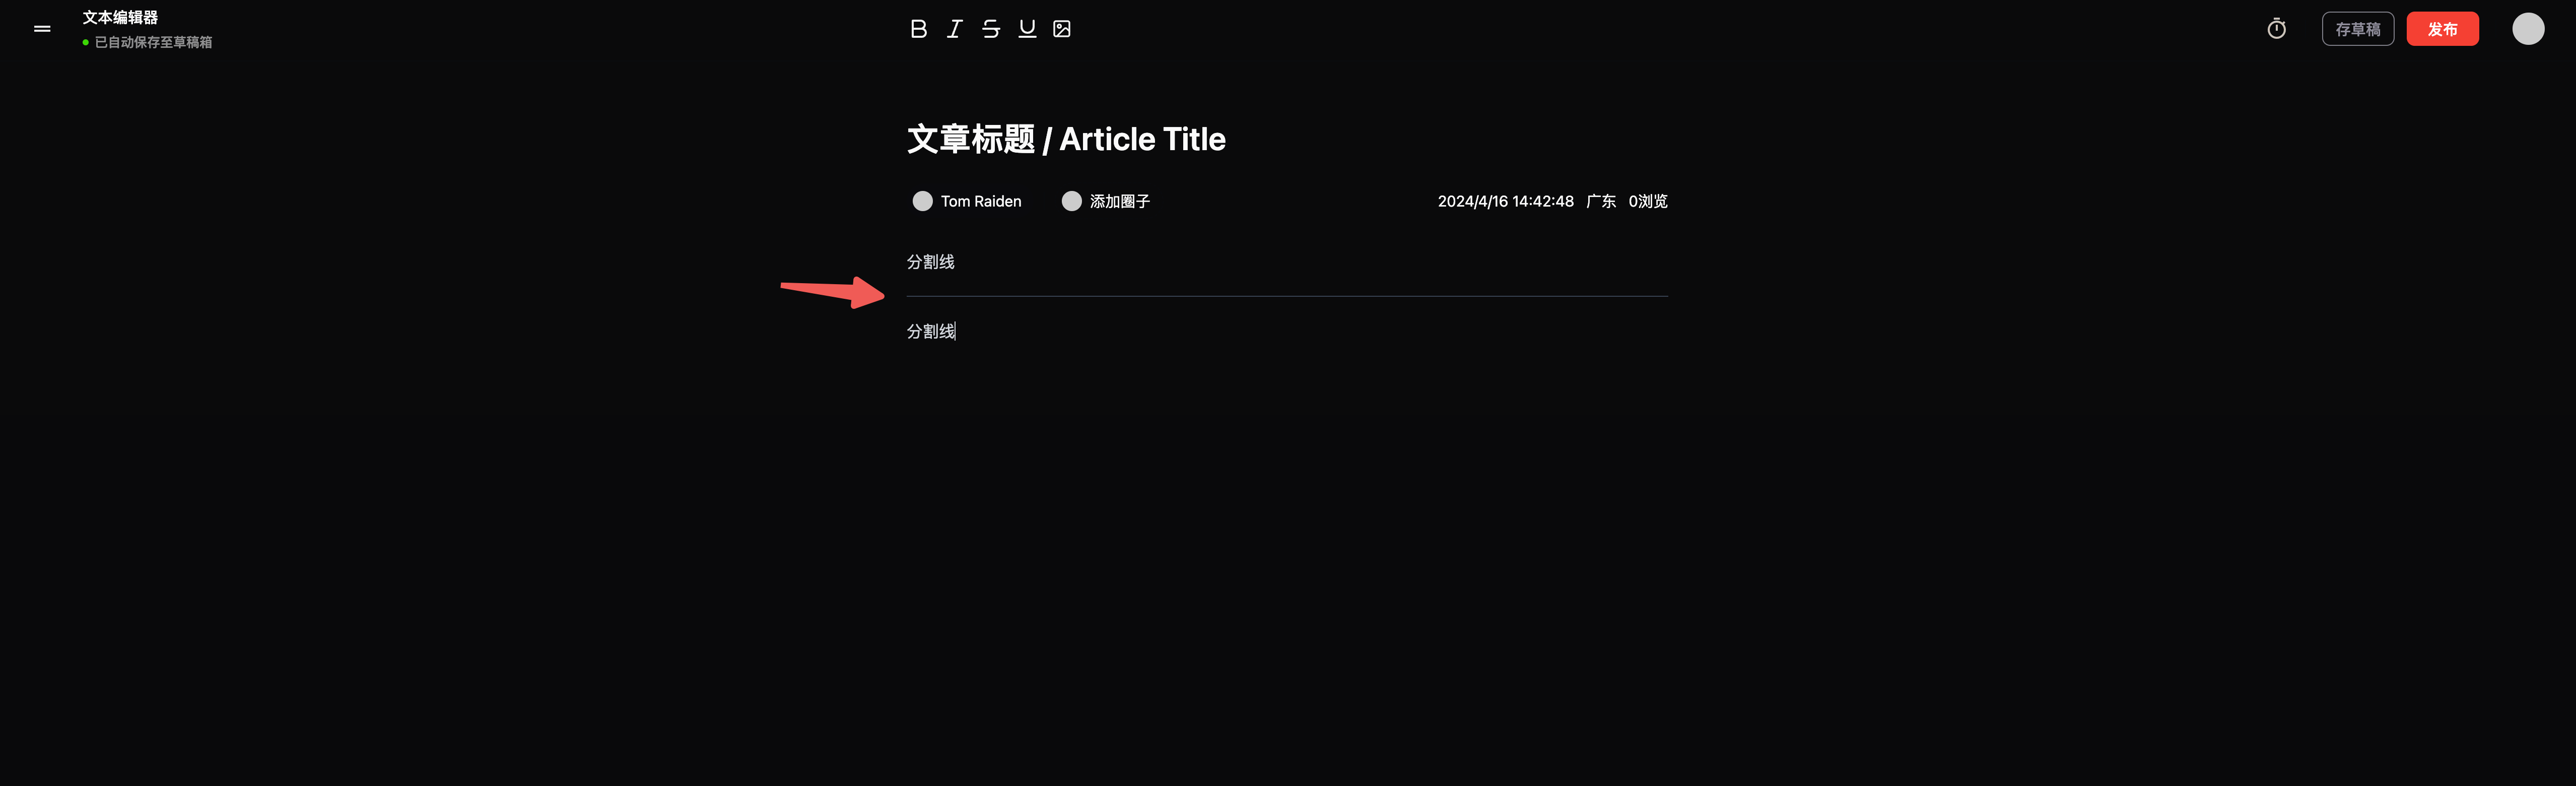 文本编辑器
已自动保存至草稿箱
存草稿
发布
文章标题 / Article Title
Tom Raiden
添加圈子
2024/4/16 14:42:48 广东 0浏览
分割线
分割线